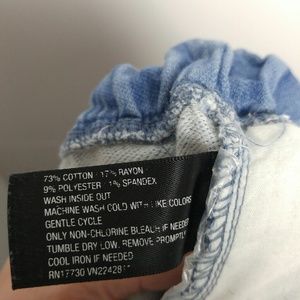 73% COTTON 17% RAYON
9% POLYESTER 1% SPANDEX
WASH INSIDE OUT
MACHINE WASH COLD WITH LIKE COLORS
GENTLE CYCLE
ONLY NON-CHLORINE BLEACH IF NEEDED
TUMBLE DRY LOW. REMOVE PROMPTLY
COOL IRON IF NEEDED
RN17730